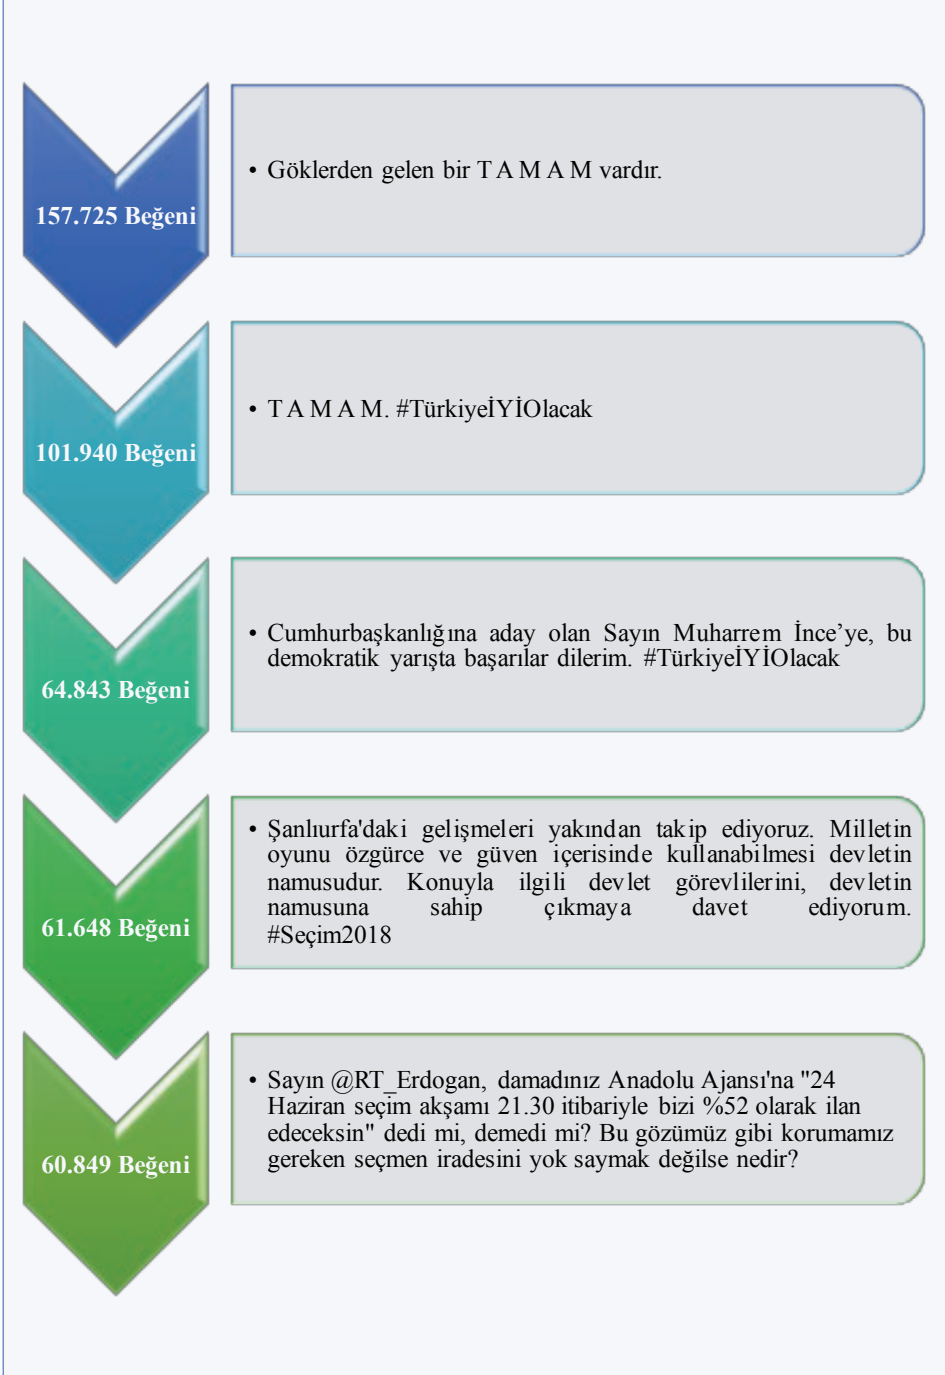 157.725 Beğeni
• Göklerden gelen bir T A M A M vardır.
101.940 Beğeni
• T A M A M. #TürkiyeİYİOlacak
64.843 Beğeni
• Cumhurbaşkanlığına aday olan Sayın Muharrem İnce’ye, bu
demokratik yarışta başarılar dilerim. #TürkiyeİYİOlacak
61.648 Beğeni
• Şanlıurfa'daki gelişmeleri yakından takip ediyoruz. Milletin
oyunu özgürce ve güven içerisinde kullanabilmesi devletin
namusudur. Konuyla ilgili devlet görevlilerini, devletin
namusuna sahip çıkmaya davet ediyorum.
#Seçim2018
60.849 Beğeni
• Sayın @RT_Erdogan, damadınız Anadolu Ajansı'na "24
Haziran seçim akşamı 21.30 itibariyle bizi %52 olarak ilan
edeceksin" dedi mi, demedi mi? Bu gözümüz gibi korumamız
gereken seçmen iradesini yok saymak değilse nedir?